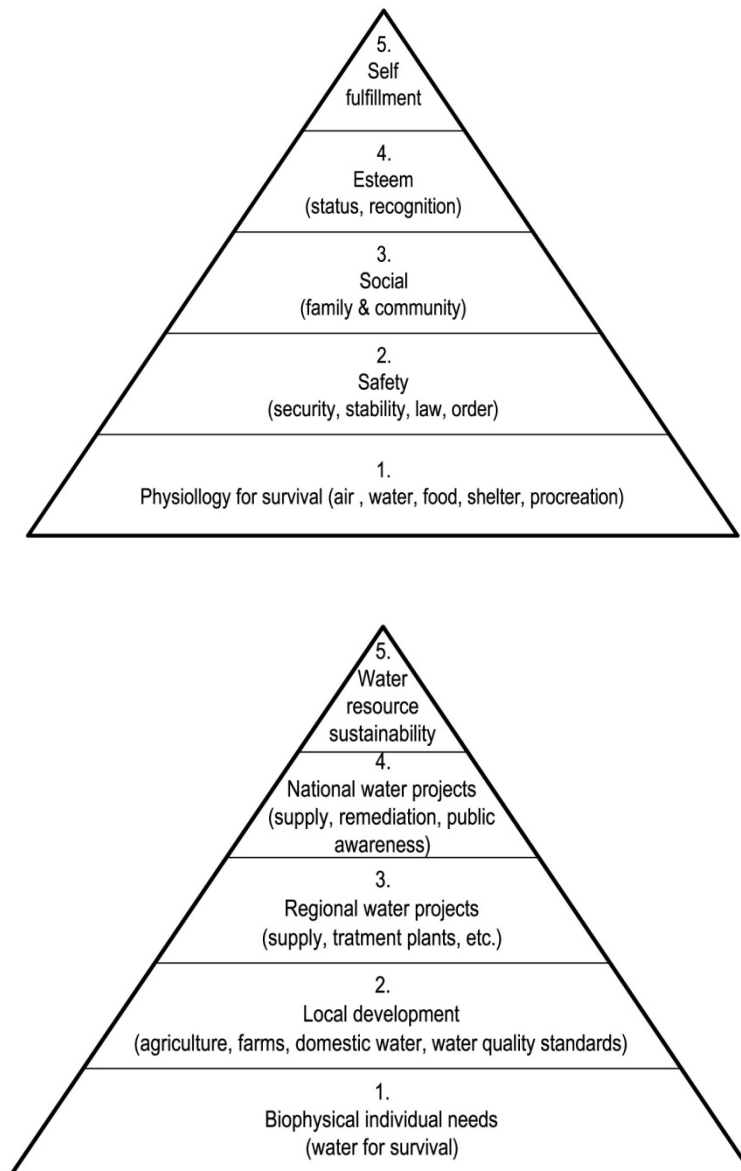 5.
Self
fulfillment
4.
Esteem
(status, recognition)
3.
Social
(family & community)
2.
Safety
(security, stability, law, order)
1.
Physiollogy for survival (air , water, food, shelter, procreation)
5.
Water
resource
sustainability
4.
National water projects
(supply, remediation, public
awareness)
3.
Regional water projects
(supply, tratment plants, etc.)
2.
Local development
(agriculture, farms, domestic water, water quality standards)
1.
Biophysical individual needs
(water for survival)